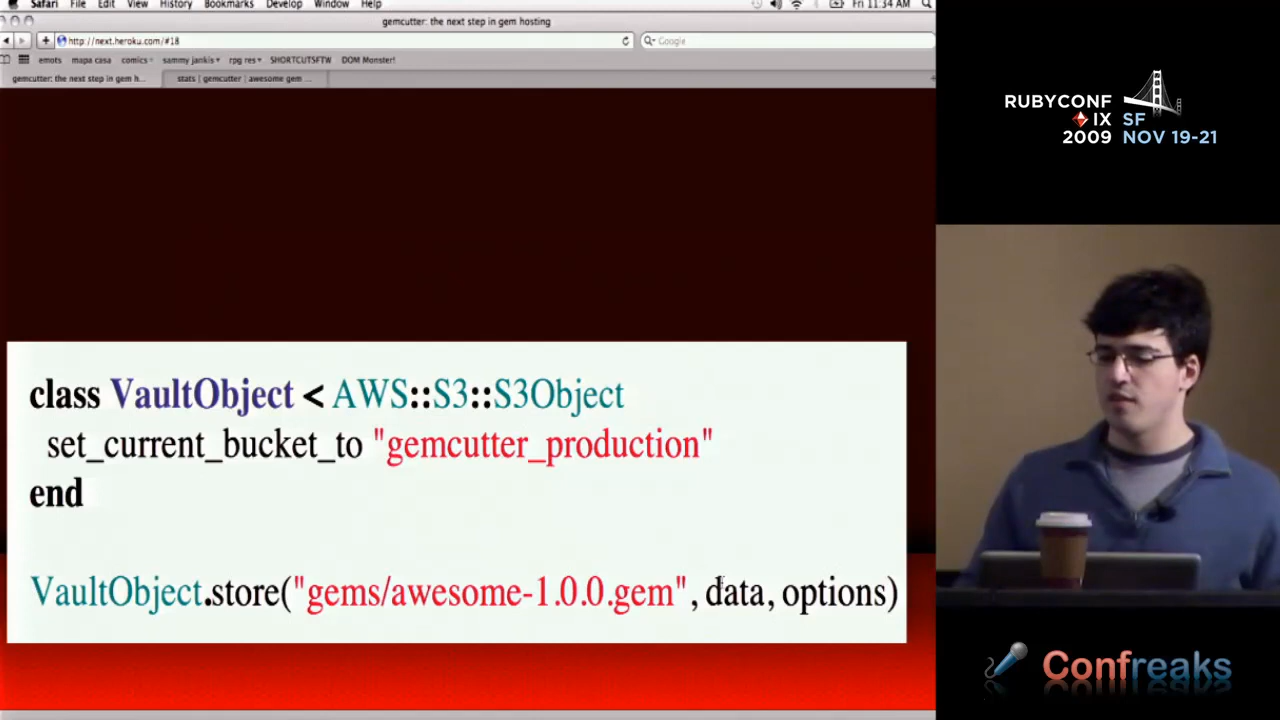 Safari File Edit View History Bookmarks Develop Window Help Fri 11:34 AM
gemcutter: the next step in gem hosting
http://next.heroku.com/#18
Google
emots mapa casa comics sammy jankis rpg res SHORTCUTSFTW DOM Monster!
gemcutter: the next step in gem h... stats | gemcutter | awesome gem ...
class VaultObject < AWS::S3::S3Object
set_current_bucket_to "gemcutter_production"
end
VaultObject.store("gems/awesome-1.0.0.gem", data, options)
RUBYCONF
IX SF
2009 NOV 19-21
Confreaks